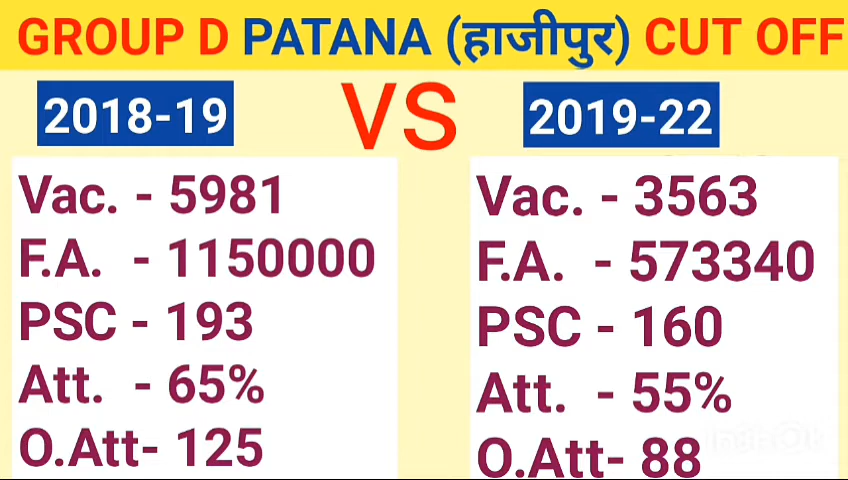 GROUP D PATANA (हाजीपुर) CUT OFF
2018-19 VS 2019-22
Vac. - 5981
F.A. - 1150000
PSC - 193
Att. - 65%
O.Att- 125
Vac. - 3563
F.A. - 573340
PSC - 160
Att. - 55%
O.Att- 88